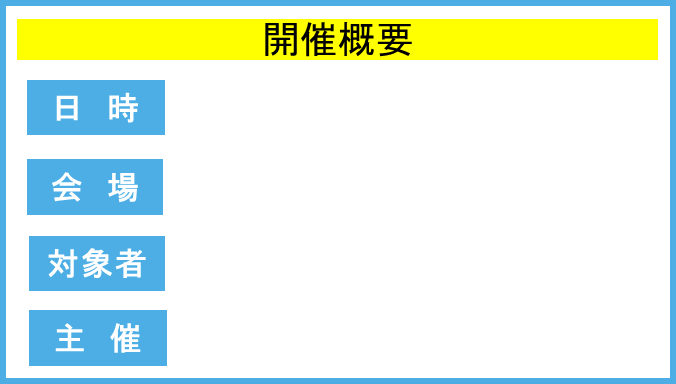 開催概要
日　時
会　場
対象者
主　催